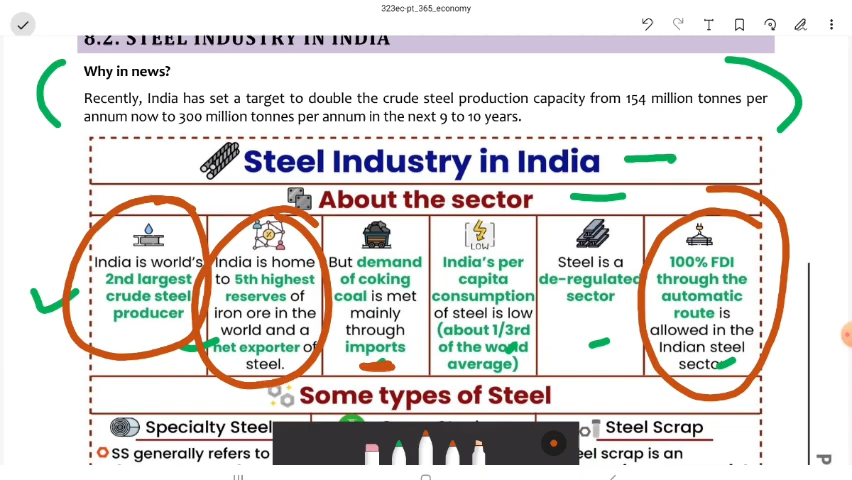 323ec-pt_365_economy
T
8.2. STEEL INDUSTRY IN INDIA
Why in news?
Recently, India has set a target to double the crude steel production capacity from 154 million tonnes per
annum now to 300 million tonnes per annum in the next 9 to 10 years.
Steel Industry in India
About the sector
India is world's
2nd largest
crude steel
producer
India is home
to 5th highest
reserves of
iron ore in the
world and a
net exporter of
steel.
But demand
of coking
coal is met
mainly
through
imports
LOW
India's per
capita
consumption
of steel is low
(about 1/3rd
of the world
average)
Steel is a
de-regulated
sector
100% FDI
through the
automatic
route is
allowed in the
Indian steel
sector
Some types of Steel
Specialty Steel
SS generally refers to
Steel Scrap
eel scrap is an
P